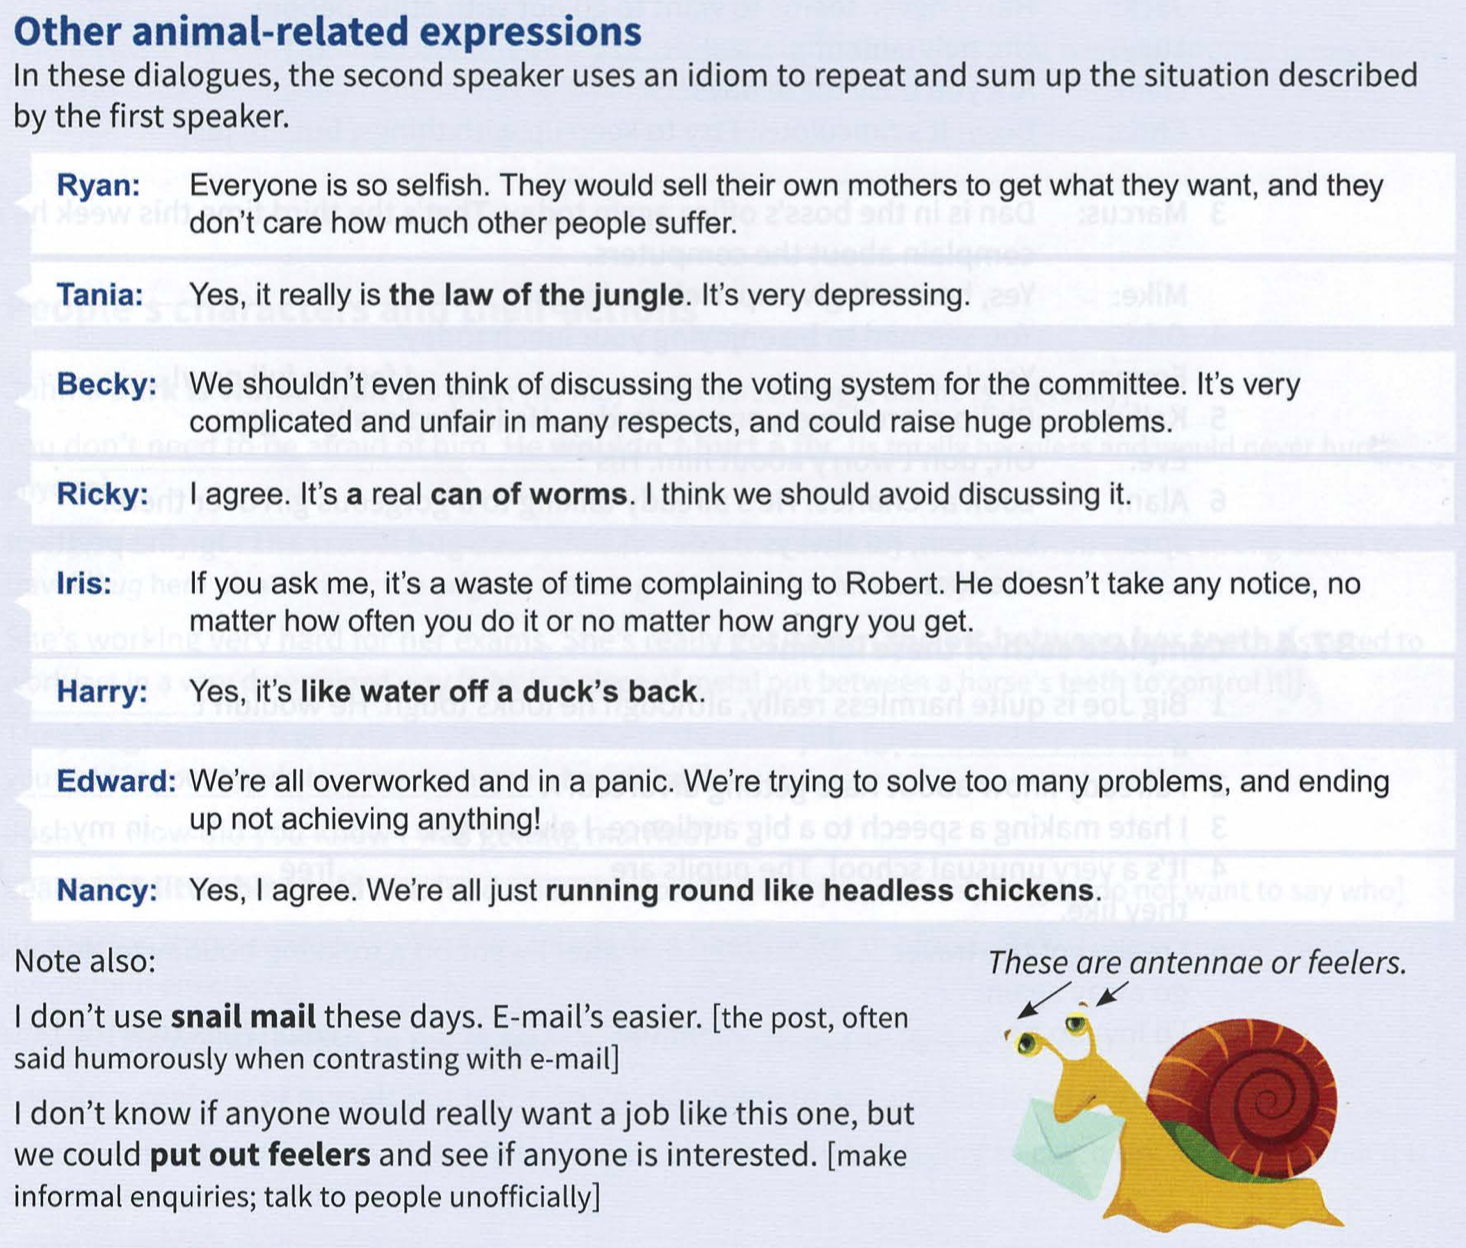 Other animal-related expressions
In these dialogues, the second speaker uses an idiom to repeat and sum up the situation described
by the first speaker.
Ryan: Everyone is so selfish. They would sell their own mothers to get what they want, and they
don't care how much other people suffer.
Tania: Yes, it really is the law of the jungle. It's very depressing.
Becky: We shouldn't even think of discussing the voting system for the committee. It's very
complicated and unfair in many respects, and could raise huge problems.
Ricky: I agree. It's a real can of worms. I think we should avoid discussing it.
Iris: If you ask me, it's a waste of time complaining to Robert. He doesn't take any notice, no
matter how often you do it or no matter how angry you get.
Harry: Yes, it's like water off a duck's back.
Edward: We're all overworked and in a panic. We're trying to solve too many problems, and ending
up not achieving anything!
Nancy: Yes, I agree. We're all just running round like headless chickens.
Note also:
These are antennae or feelers.
I don't use snail mail these days. E-mail's easier. [the post, often
said humorously when contrasting with e-mail]
I don't know if anyone would really want a job like this one, but
we could put out feelers and see if anyone is interested. [make
informal enquiries; talk to people unofficially]